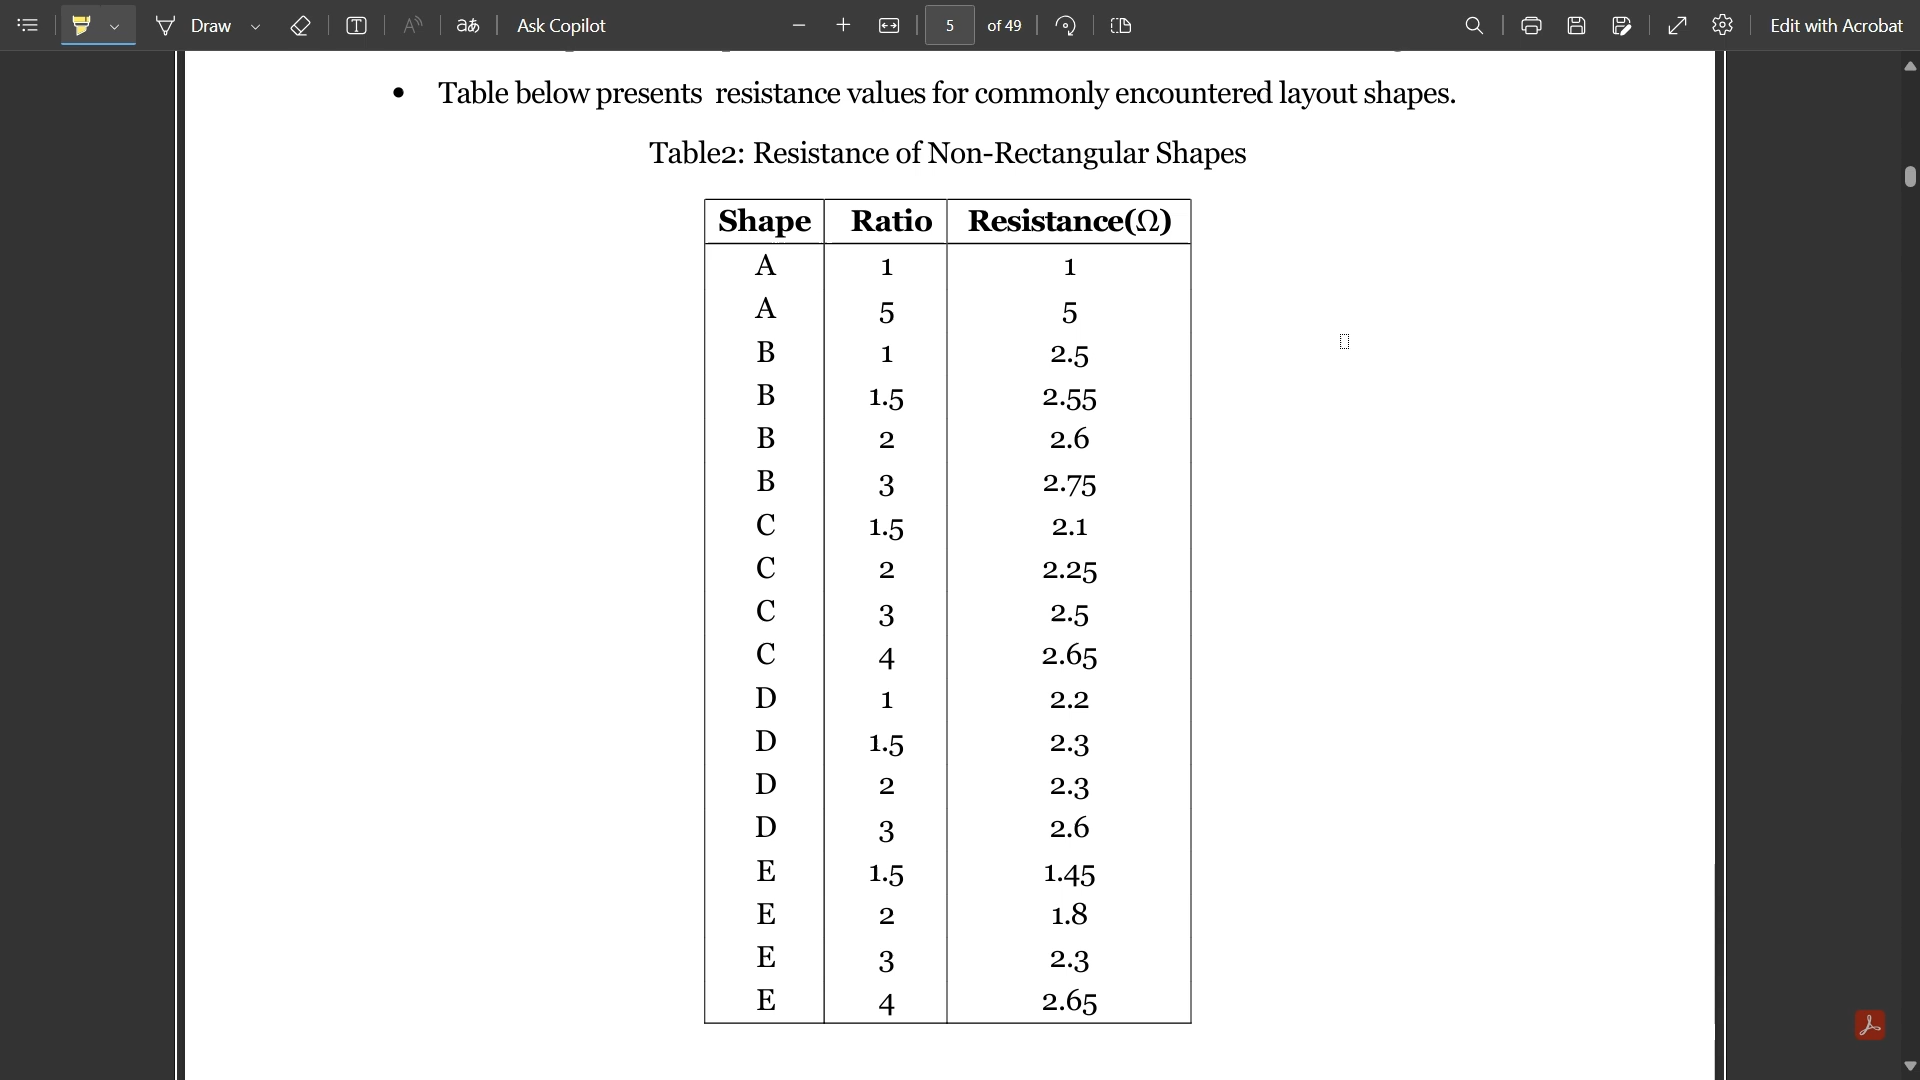 Draw
Ask Copilot
5 of 49
Edit with Acrobat
• Table below presents resistance values for commonly encountered layout shapes.
Table2: Resistance of Non-Rectangular Shapes
Shape Ratio Resistance(Ω)
A 1 1
A 5 5
B 1 2.5
B 1.5 2.55
B 2 2.6
B 3 2.75
C 1.5 2.1
C 2 2.25
C 3 2.5
C 4 2.65
D 1 2.2
D 1.5 2.3
D 2 2.3
D 3 2.6
E 1.5 1.45
E 2 1.8
E 3 2.3
E 4 2.65